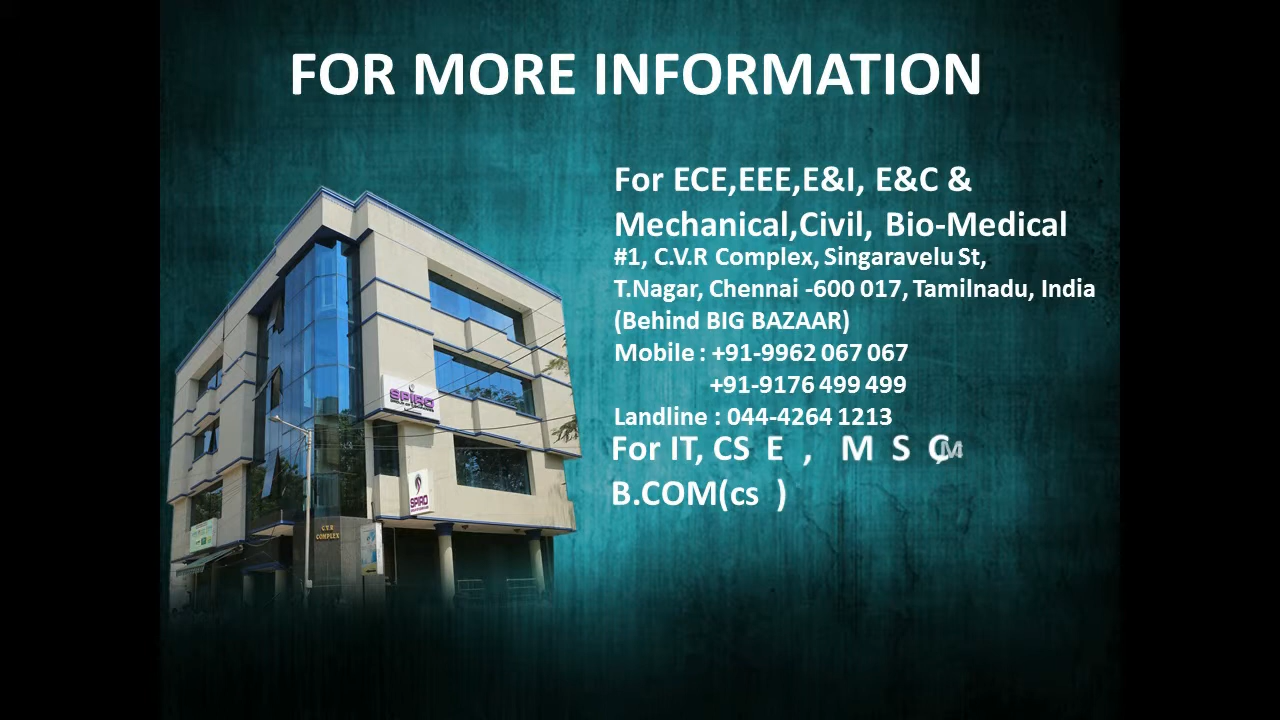 FOR MORE INFORMATION
For ECE,EEE,E&I, E&C &
Mechanical,Civil, Bio-Medical
#1, C.V.R Complex, Singaravelu St,
T.Nagar, Chennai -600 017, Tamilnadu, India
(Behind BIG BAZAAR)
Mobile : +91-9962 067 067
+91-9176 499 499
Landline : 044-4264 1213
For IT, CS E , M S C
B.COM(cs )
SPIRO
SPIRO
C.V.R
COMPLEX